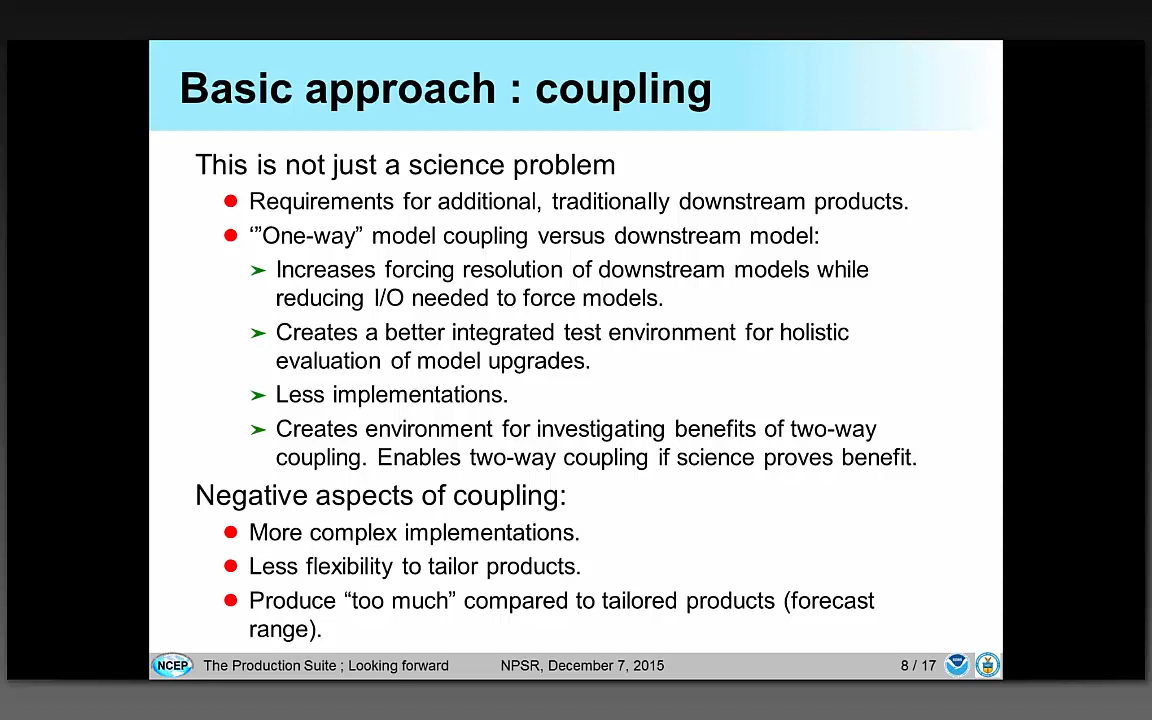 Basic approach : coupling
This is not just a science problem
Requirements for additional, traditionally downstream products.
‘”One-way” model coupling versus downstream model:
Increases forcing resolution of downstream models while
reducing I/O needed to force models.
Creates a better integrated test environment for holistic
evaluation of model upgrades.
Less implementations.
Creates environment for investigating benefits of two-way
coupling. Enables two-way coupling if science proves benefit.
Negative aspects of coupling:
More complex implementations.
Less flexibility to tailor products.
Produce “too much” compared to tailored products (forecast
range).
NCEP The Production Suite ; Looking forward NPSR, December 7, 2015 8 / 17